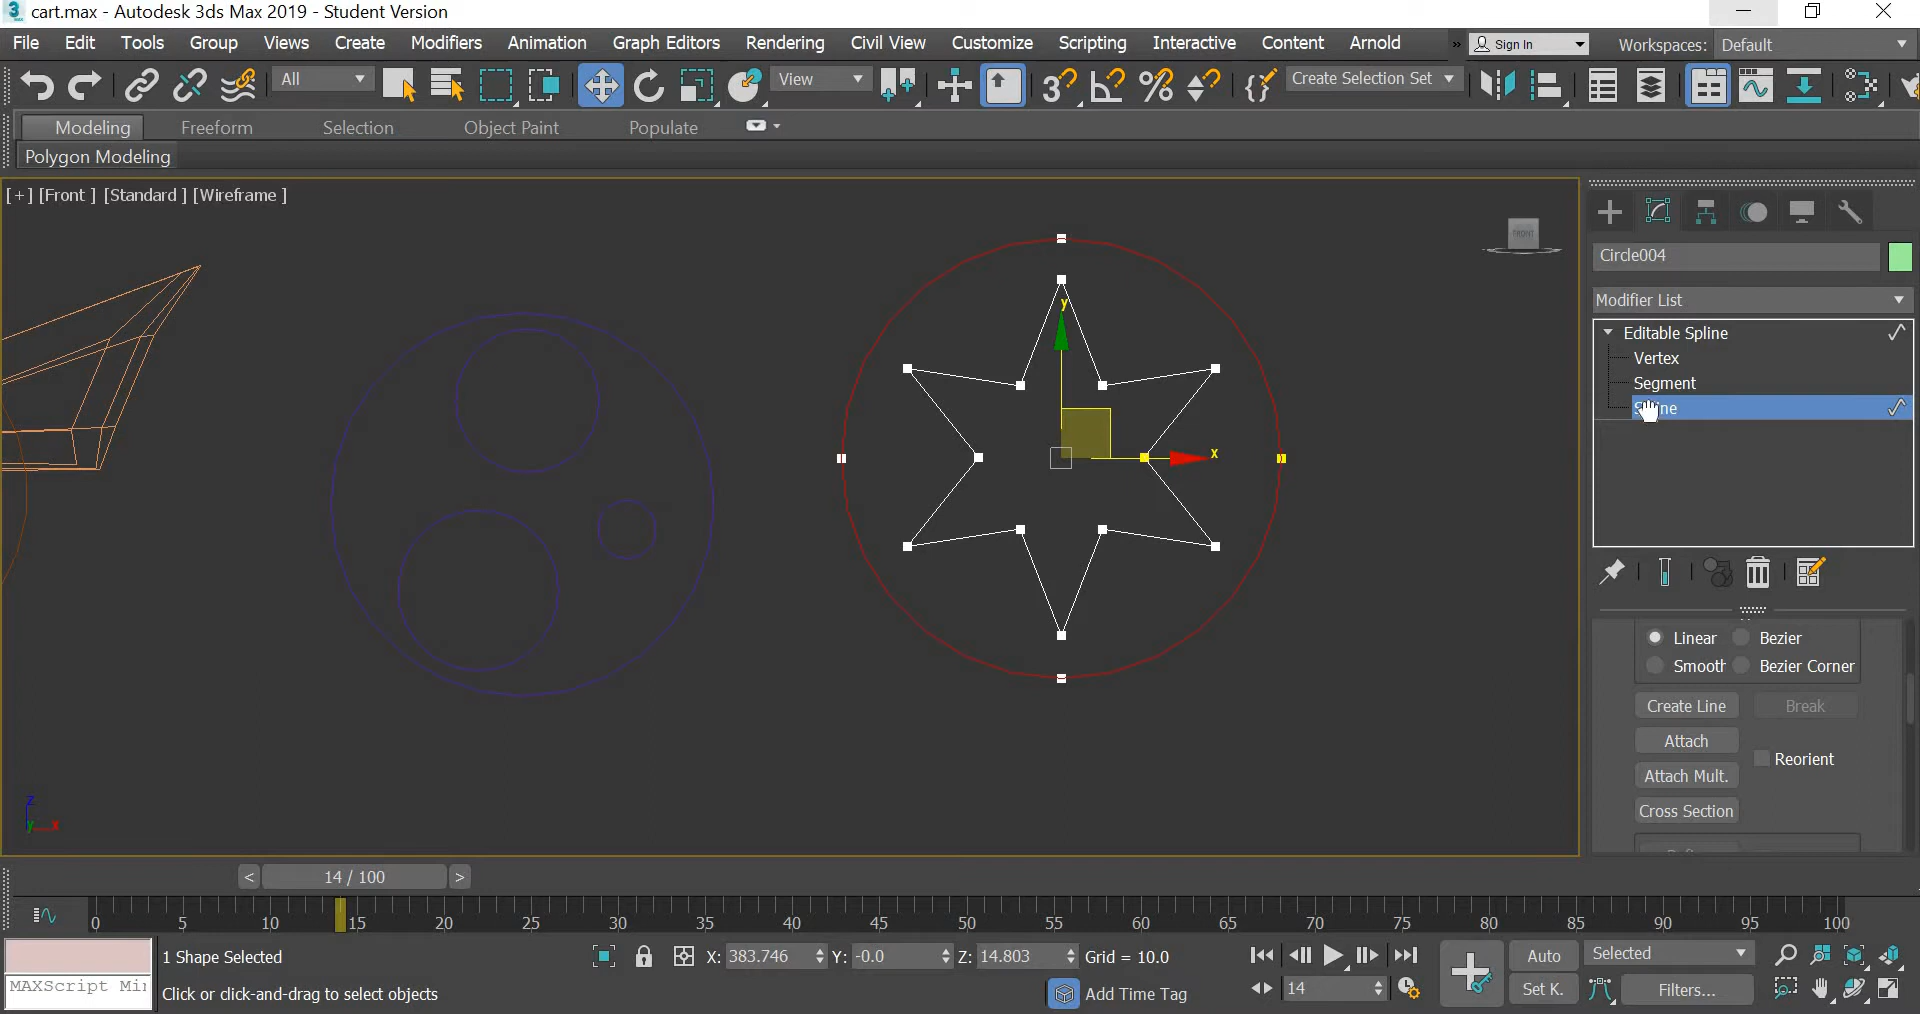 cart.max - Autodesk 3ds Max 2019 - Student Version
File Edit Tools Group Views Create Modifiers Animation Graph Editors Rendering Civil View Customize Scripting Interactive Content Arnold
Sign In Workspaces: Default
All View Create Selection Set
Modeling Freeform Selection Object Paint Populate
Polygon Modeling
[+] [Front ] [Standard ] [Wireframe ]
FRONT
Circle004
Modifier List
Editable Spline
Vertex
Segment
y
x
Linear Bezier
Smooth Bezier Corner
Create Line Break
Attach
Reorient
Attach Mult.
Cross Section
z
y x
< 14 / 100 >
0 5 10 15 20 25 30 35 40 45 50 55 60 65 70 75 80 85 90 95 100
1 Shape Selected X: 383.746 Y: -0.0 Z: 14.803 Grid = 10.0 Auto Selected
MAXScript Mi
Click or click-and-drag to select objects Add Time Tag 14 Set K. Filters...